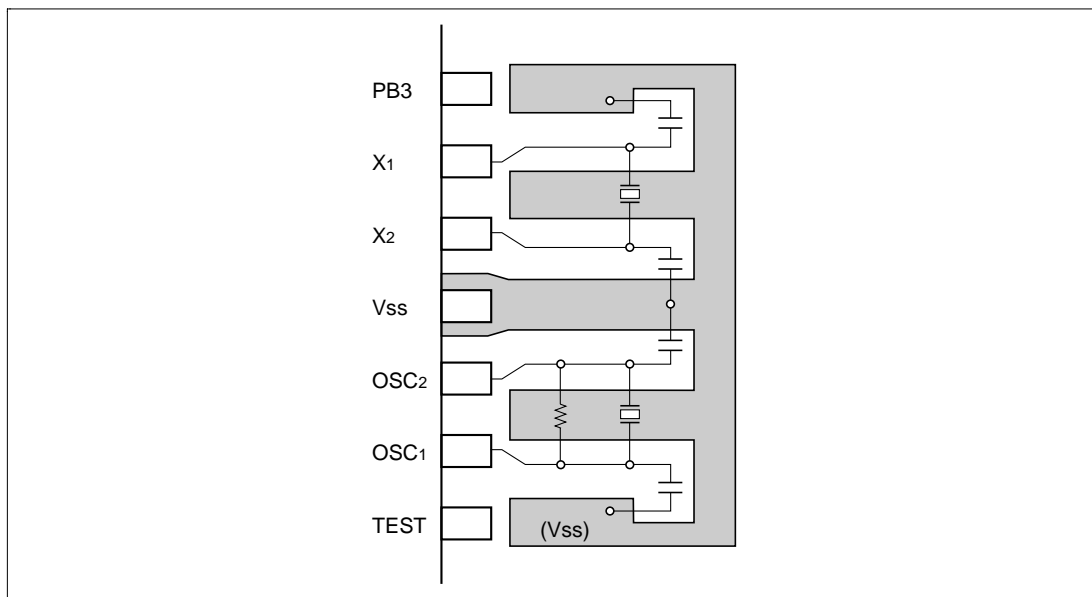 PB3
X1
X2
Vss
OSC2
OSC1
TEST
(Vss)